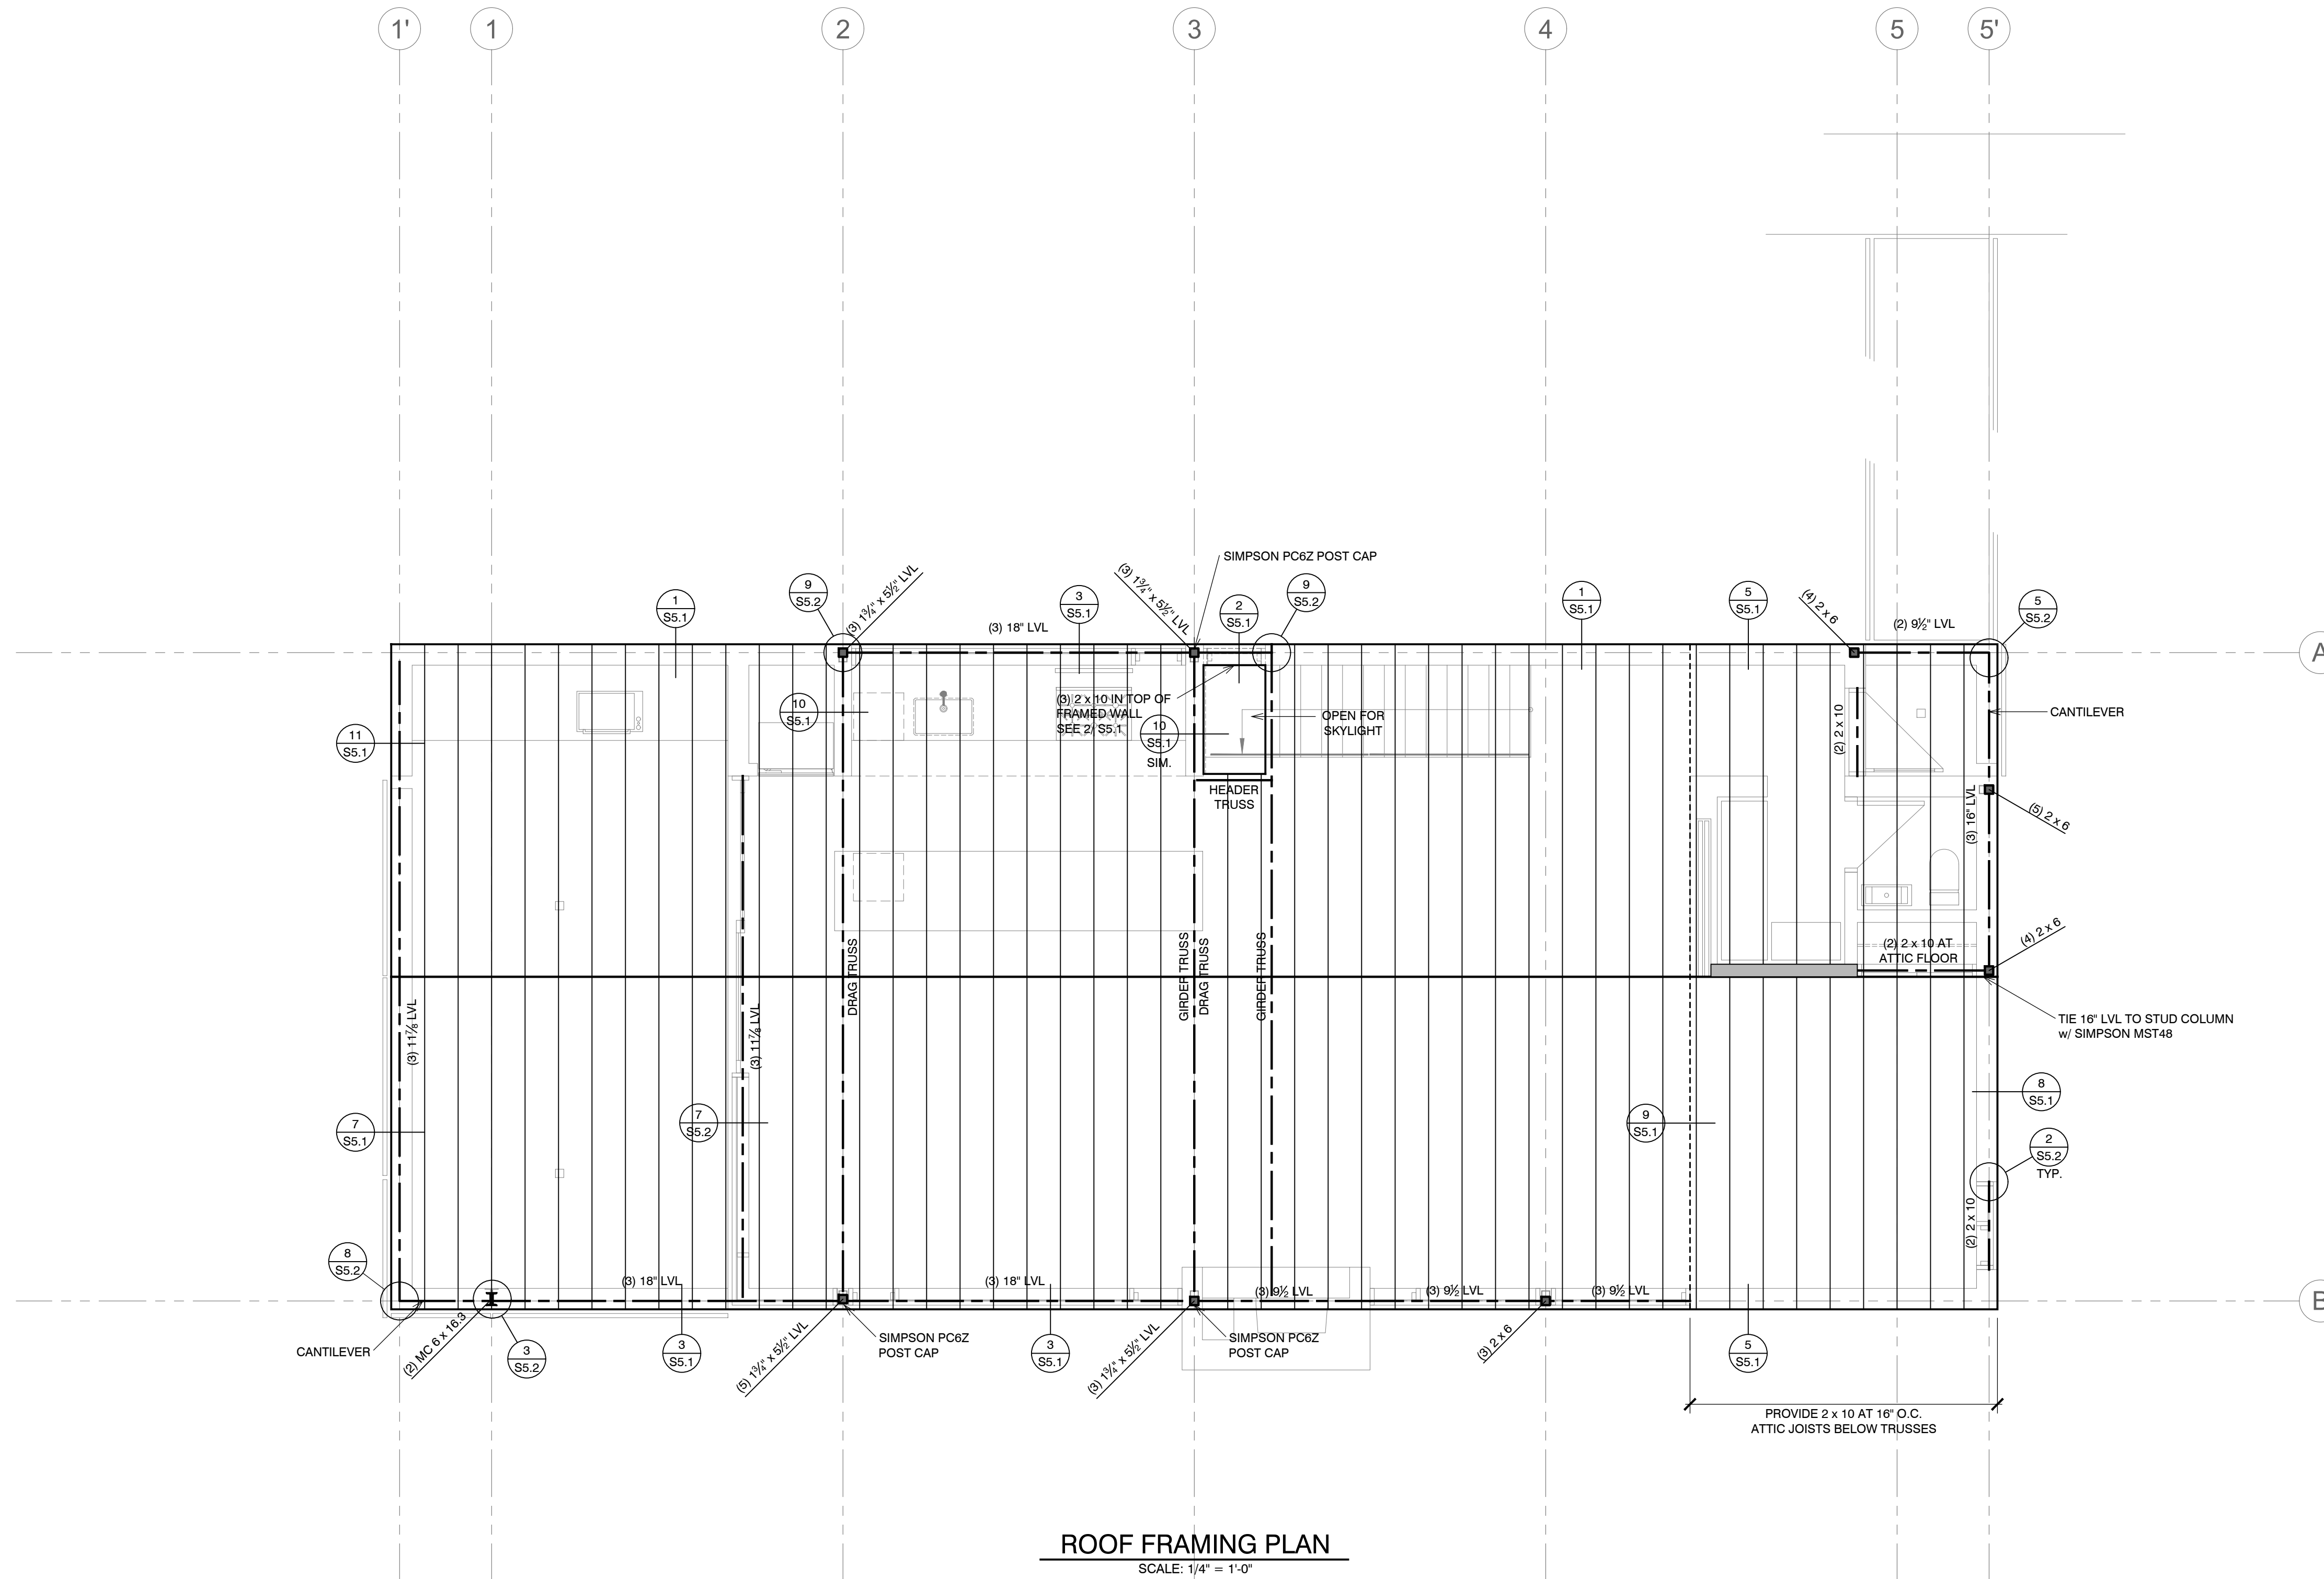 1'
1
2
3
4
5
5'
SIMPSON PC6Z POST CAP
9
S5.2
(3) 1¾" x 5½" LVL
(3) 1¾" x 5½" LVL
9
S5.2
1
S5.1
3
S5.1
2
S5.1
1
S5.1
5
S5.1
(4) 2 x 6
5
S5.2
(3) 18" LVL
(2) 9½" LVL
A
10
S5.1
(3) 2 x 10 IN TOP OF
FRAMED WALL
SEE 2/ S5.1
10
S5.1
SIM.
OPEN FOR
SKYLIGHT
(2) 2 x 10
CANTILEVER
11
S5.1
HEADER
TRUSS
(3) 16" LVL
(5) 2 x 6
DRAG TRUSS
GIRDER TRUSS
DRAG TRUSS
GIRDER TRUSS
(2) 2 x 10 AT
ATTIC FLOOR
(4) 2 x 6
(3) 11⅞ LVL
(3) 11⅞ LVL
TIE 16" LVL TO STUD COLUMN
w/ SIMPSON MST48
8
S5.1
7
S5.1
7
S5.2
9
S5.1
2
S5.2
TYP.
(2) 2 x 10
8
S5.2
(3) 18" LVL
(3) 18" LVL
(3) 9½ LVL
(3) 9½ LVL
(3) 9½ LVL
B
CANTILEVER
(2) MC 6 x 16.3
3
S5.2
3
S5.1
(5) 1¾" x 5½" LVL
SIMPSON PC6Z
POST CAP
3
S5.1
(3) 1¾" x 5½" LVL
SIMPSON PC6Z
POST CAP
(3) 2 x 6
5
S5.1
PROVIDE 2 x 10 AT 16" O.C.
ATTIC JOISTS BELOW TRUSSES
ROOF FRAMING PLAN
SCALE: 1/4" = 1'-0"